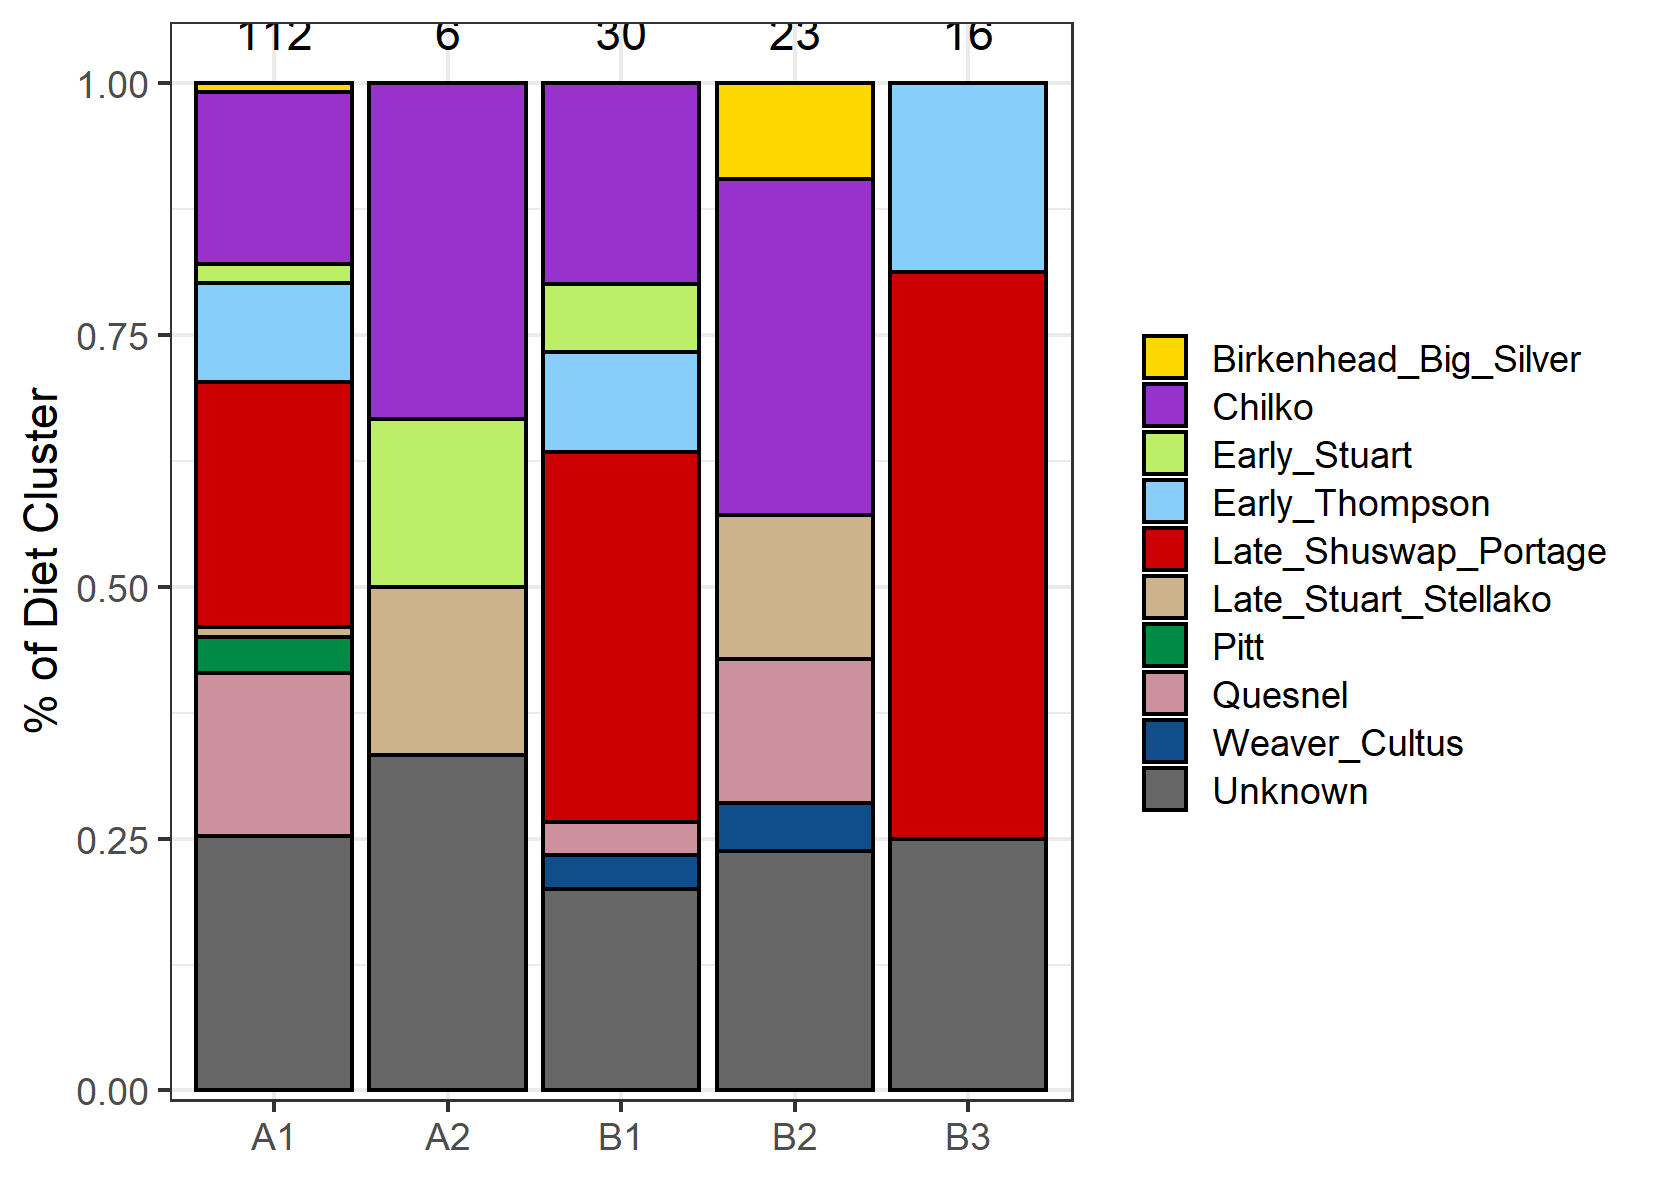 112 6 30 23 16
1.00
0.75
0.50
0.25
0.00
% of Diet Cluster
A1 A2 B1 B2 B3
Birkenhead_Big_Silver
Chilko
Early_Stuart
Early_Thompson
Late_Shuswap_Portage
Late_Stuart_Stellako
Pitt
Quesnel
Weaver_Cultus
Unknown